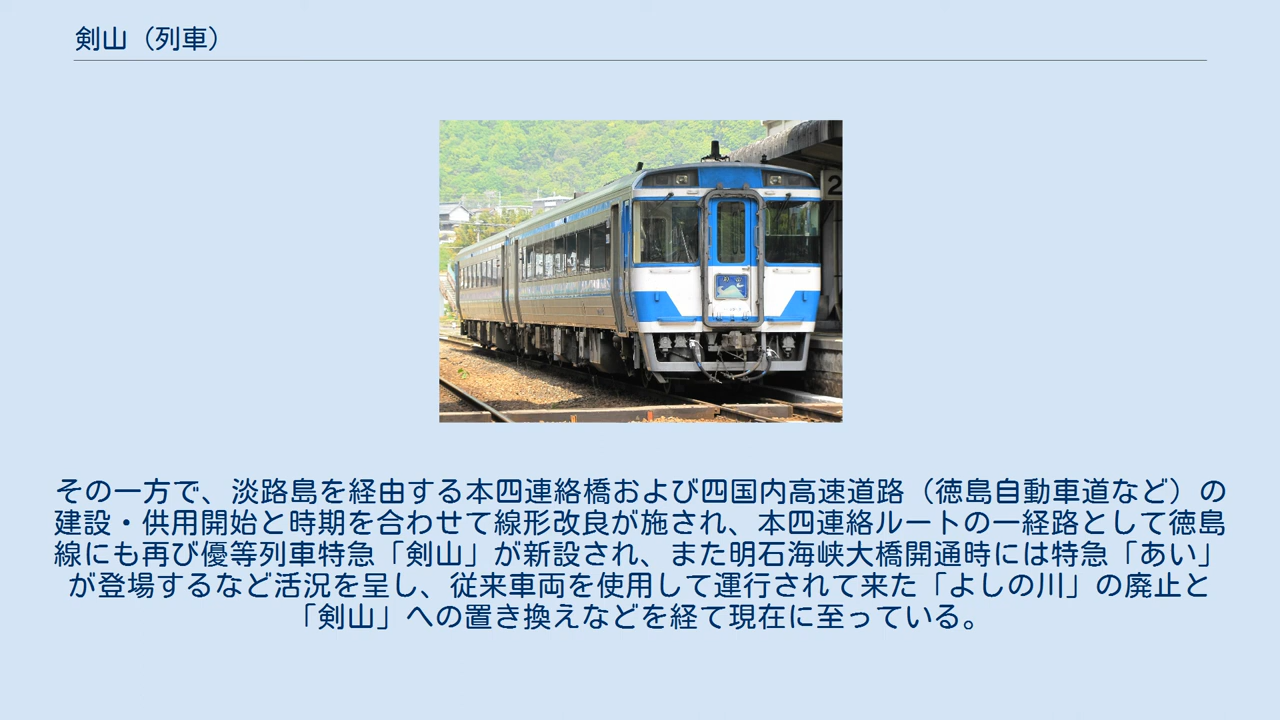 剣山（列車）
2
その一方で、淡路島を経由する本四連絡橋および四国内高速道路（徳島自動車道など）の
建設・供用開始と時期を合わせて線形改良が施され、本四連絡ルートの一経路として徳島
線にも再び優等列車特急「剣山」が新設され、また明石海峡大橋開通時には特急「あい」
が登場するなど活況を呈し、従来車両を使用して運行されて来た「よしの川」の廃止と
「剣山」への置き換えなどを経て現在に至っている。